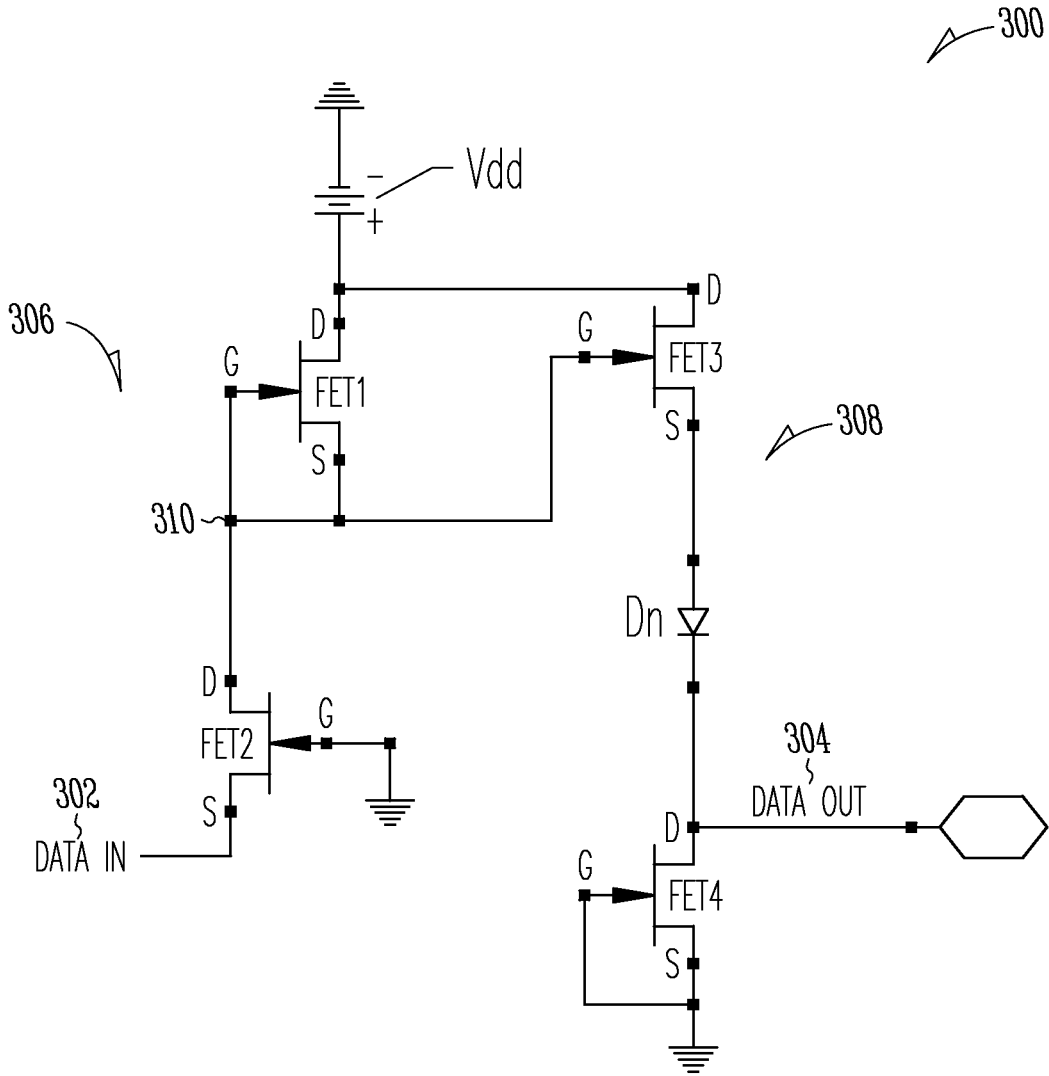 300
Vdd
-
+
D
306
D
G
G
FET3
FET1
S
308
S
310
Dn
D
G
FET2
304
302
S
DATA OUT
DATA IN
D
G
FET4
S